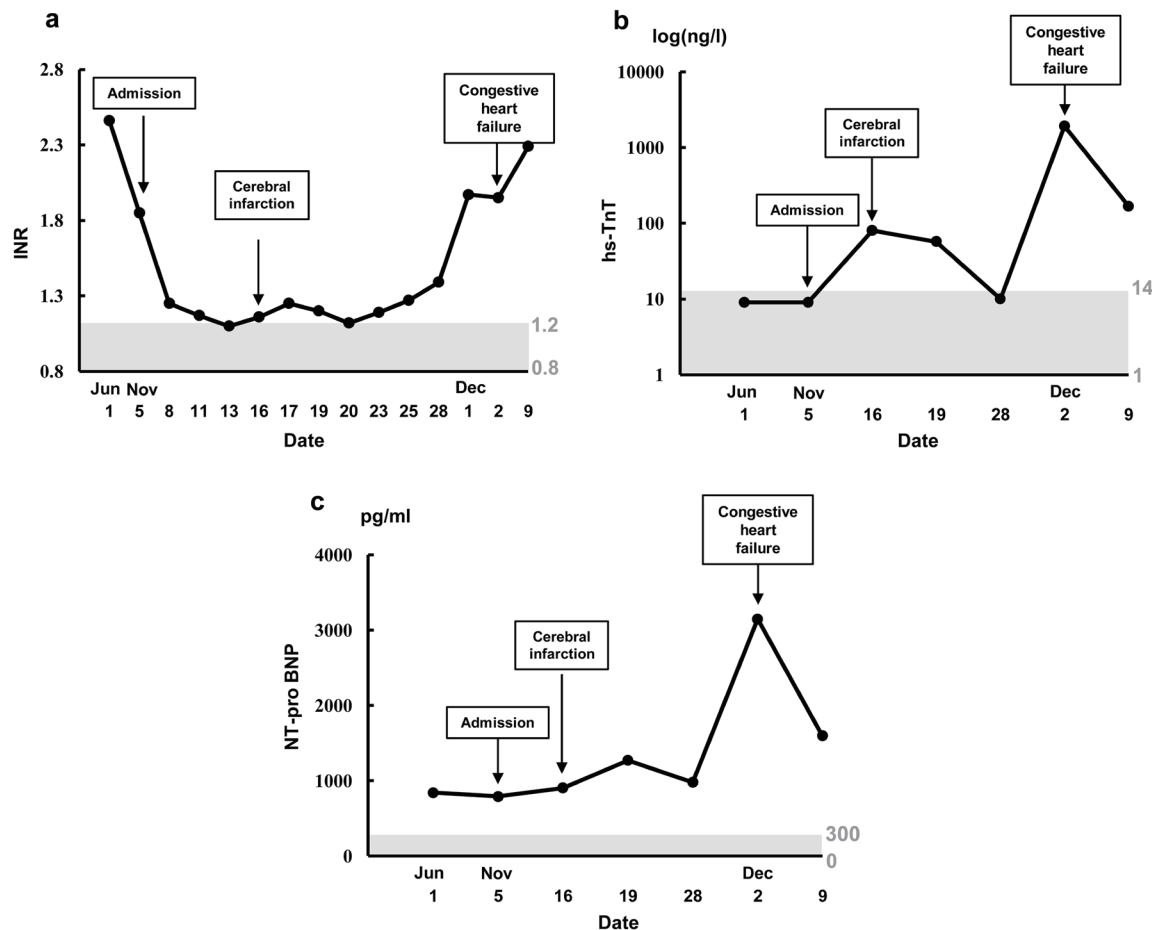 a
2.8
2.3
1.8
1.3
0.8
INR
Admission
Cerebral
infarction
Congestive
heart
failure
1.2
0.8
Jun Nov Dec
1 5 8 11 13 16 17 19 20 23 25 28 1 2 9
Date
b
log(ng/l)
10000
1000
100
10
1
hs-TnT
Admission
Cerebral
infarction
Congestive
heart
failure
14
1
Jun Nov Dec
1 5 16 19 28 2 9
Date
c
pg/ml
4000
3000
2000
1000
0
NT-pro BNP
Admission
Cerebral
infarction
Congestive
heart
failure
300
0
Jun Nov Dec
1 5 16 19 28 2 9
Date